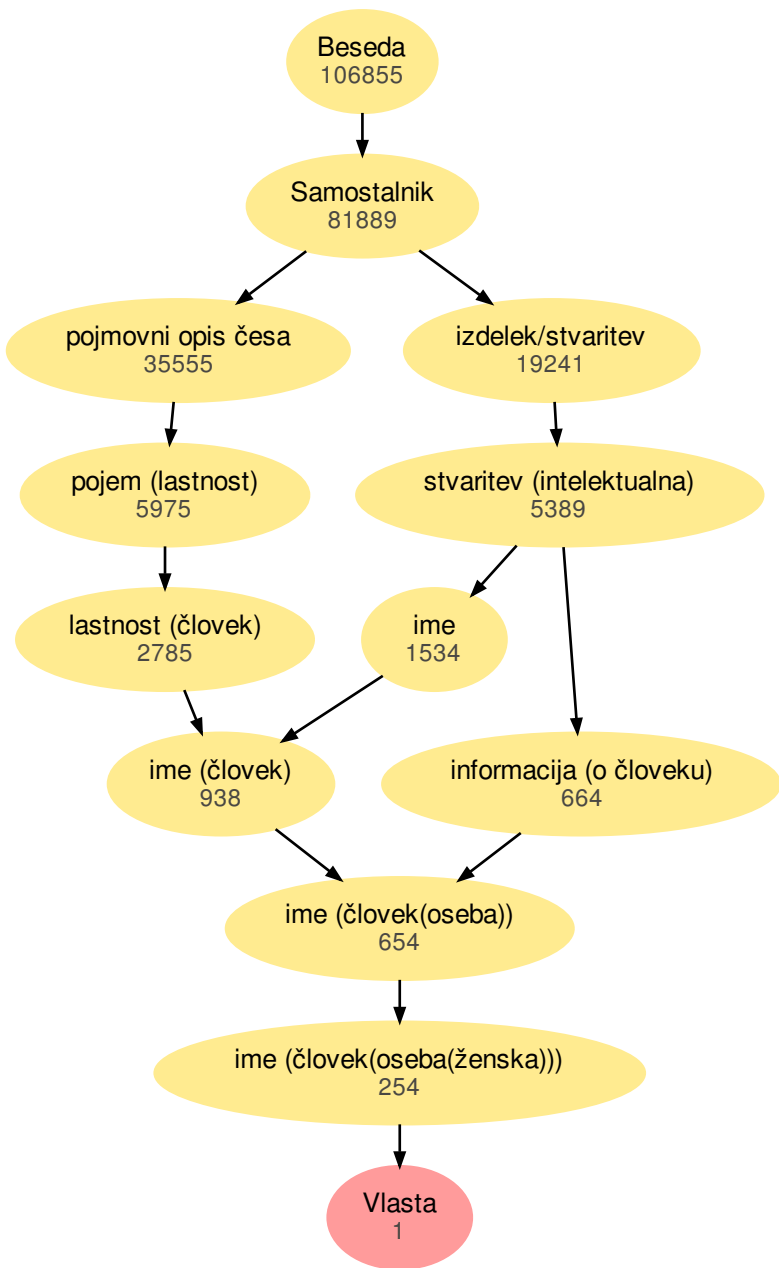 Beseda
106855
Samostalnik
81889
pojmovni opis česa
35555
izdelek/stvaritev
19241
pojem (lastnost)
5975
stvaritev (intelektualna)
5389
lastnost (človek)
2785
ime
1534
ime (človek)
938
informacija (o človeku)
664
ime (človek(oseba))
654
ime (človek(oseba(ženska)))
254
Vlasta
1